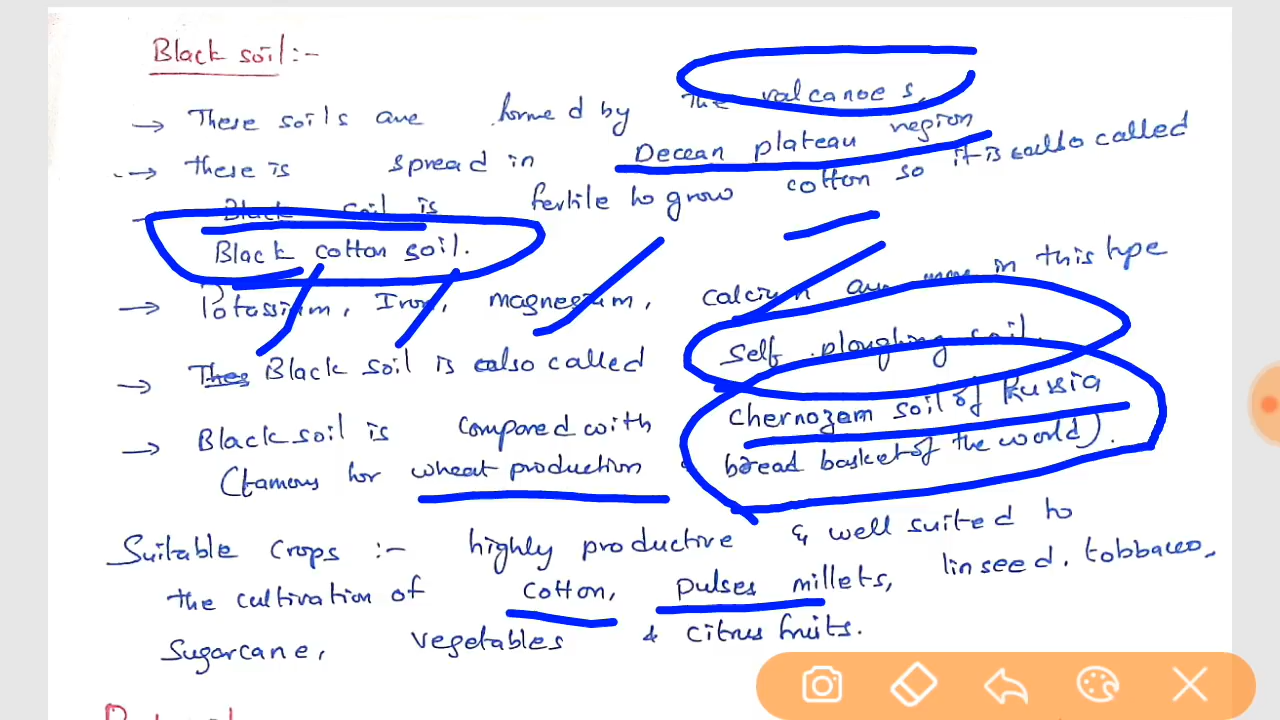 Black soil:-
→ These soils are formed by the valcanoes.
→ there is spread in Deccan plateau region
Black soil is fertile to grow cotton so it is called
Black cotton soil.
→ Potassium, Iron, magnesium, calcium are more in this type
→ Black soil is also called self ploughing soil.
→ Black soil is compared with chernozem soil of Russia
(famous for wheat production bread basket of the world).
Suitable crops :- highly productive & well suited to
the cultivation of cotton, pulses millets, linseed, tobbacco,
Sugarcane, vegetables & citrus fruits.